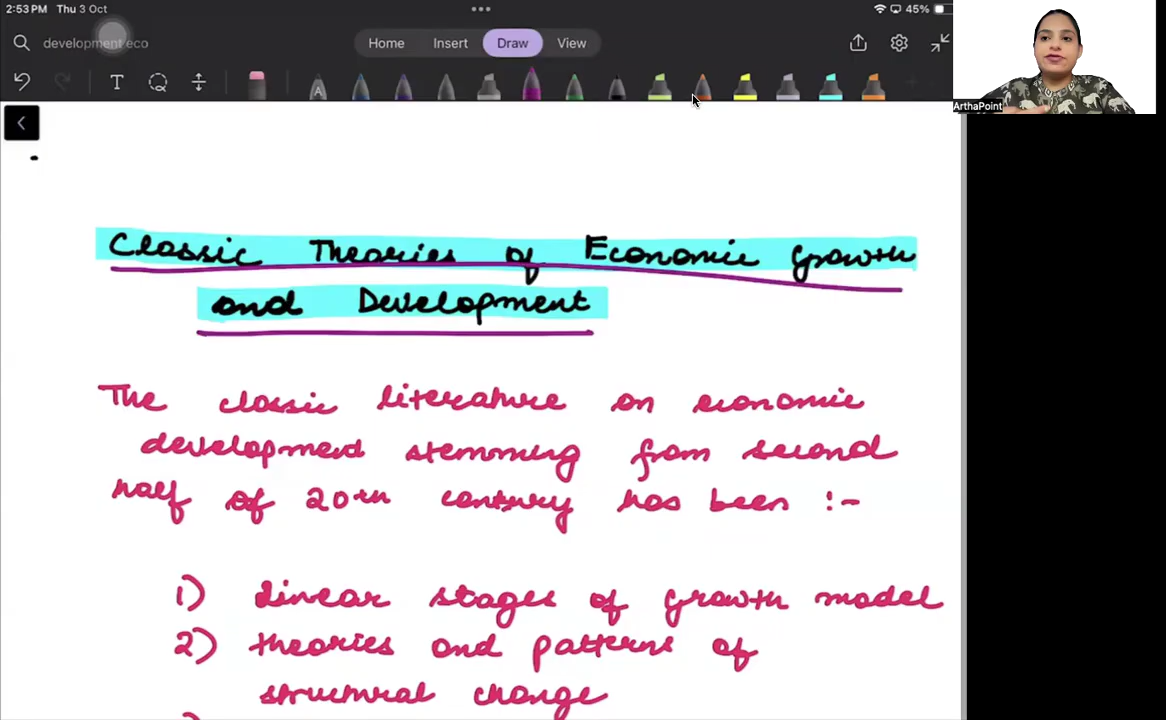 2:53 PM Thu 3 Oct
45%
development eco
Home Insert Draw View
T
A
ArthaPoint
Classic Theories of Economic Growth
and Development
The classic literature on economic
development stemming from second
half of 20th century has been :-
1) Linear stages of growth model
2) theories and patterns of
structural change